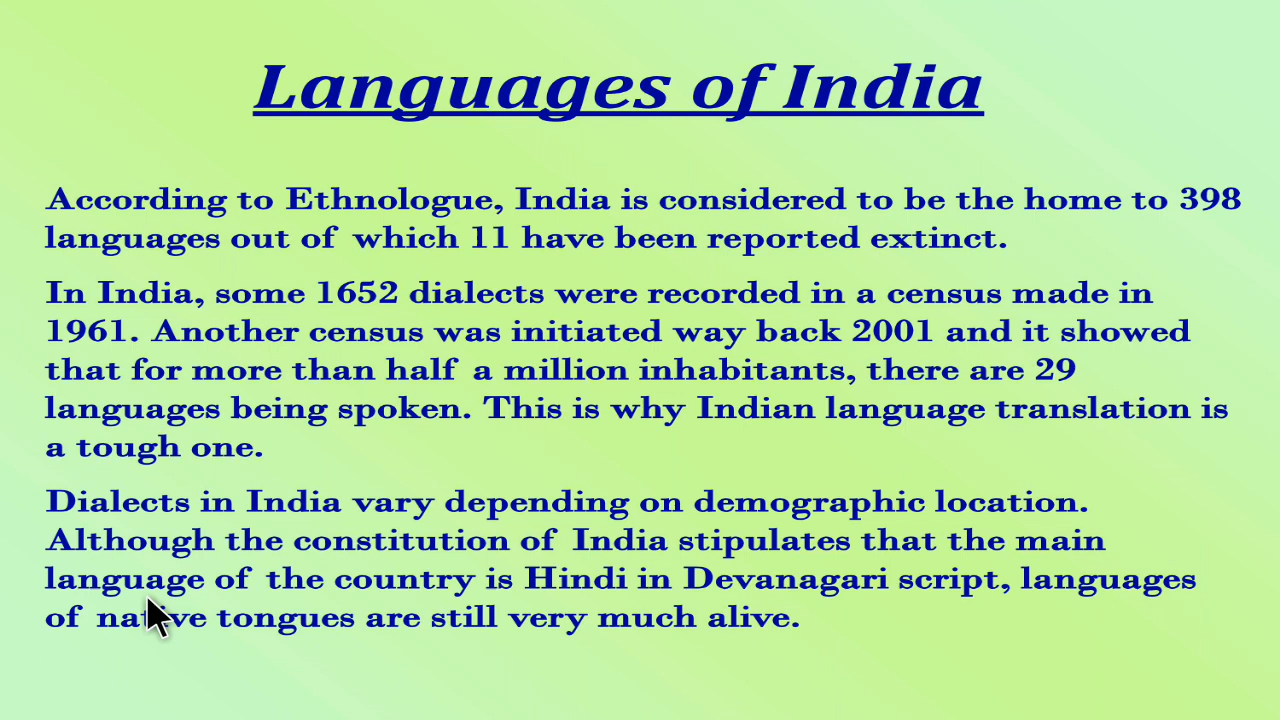 Languages of India
According to Ethnologue, India is considered to be the home to 398
languages out of which 11 have been reported extinct.
In India, some 1652 dialects were recorded in a census made in
1961. Another census was initiated way back 2001 and it showed
that for more than half a million inhabitants, there are 29
languages being spoken. This is why Indian language translation is
a tough one.
Dialects in India vary depending on demographic location.
Although the constitution of India stipulates that the main
language of the country is Hindi in Devanagari script, languages
of native tongues are still very much alive.